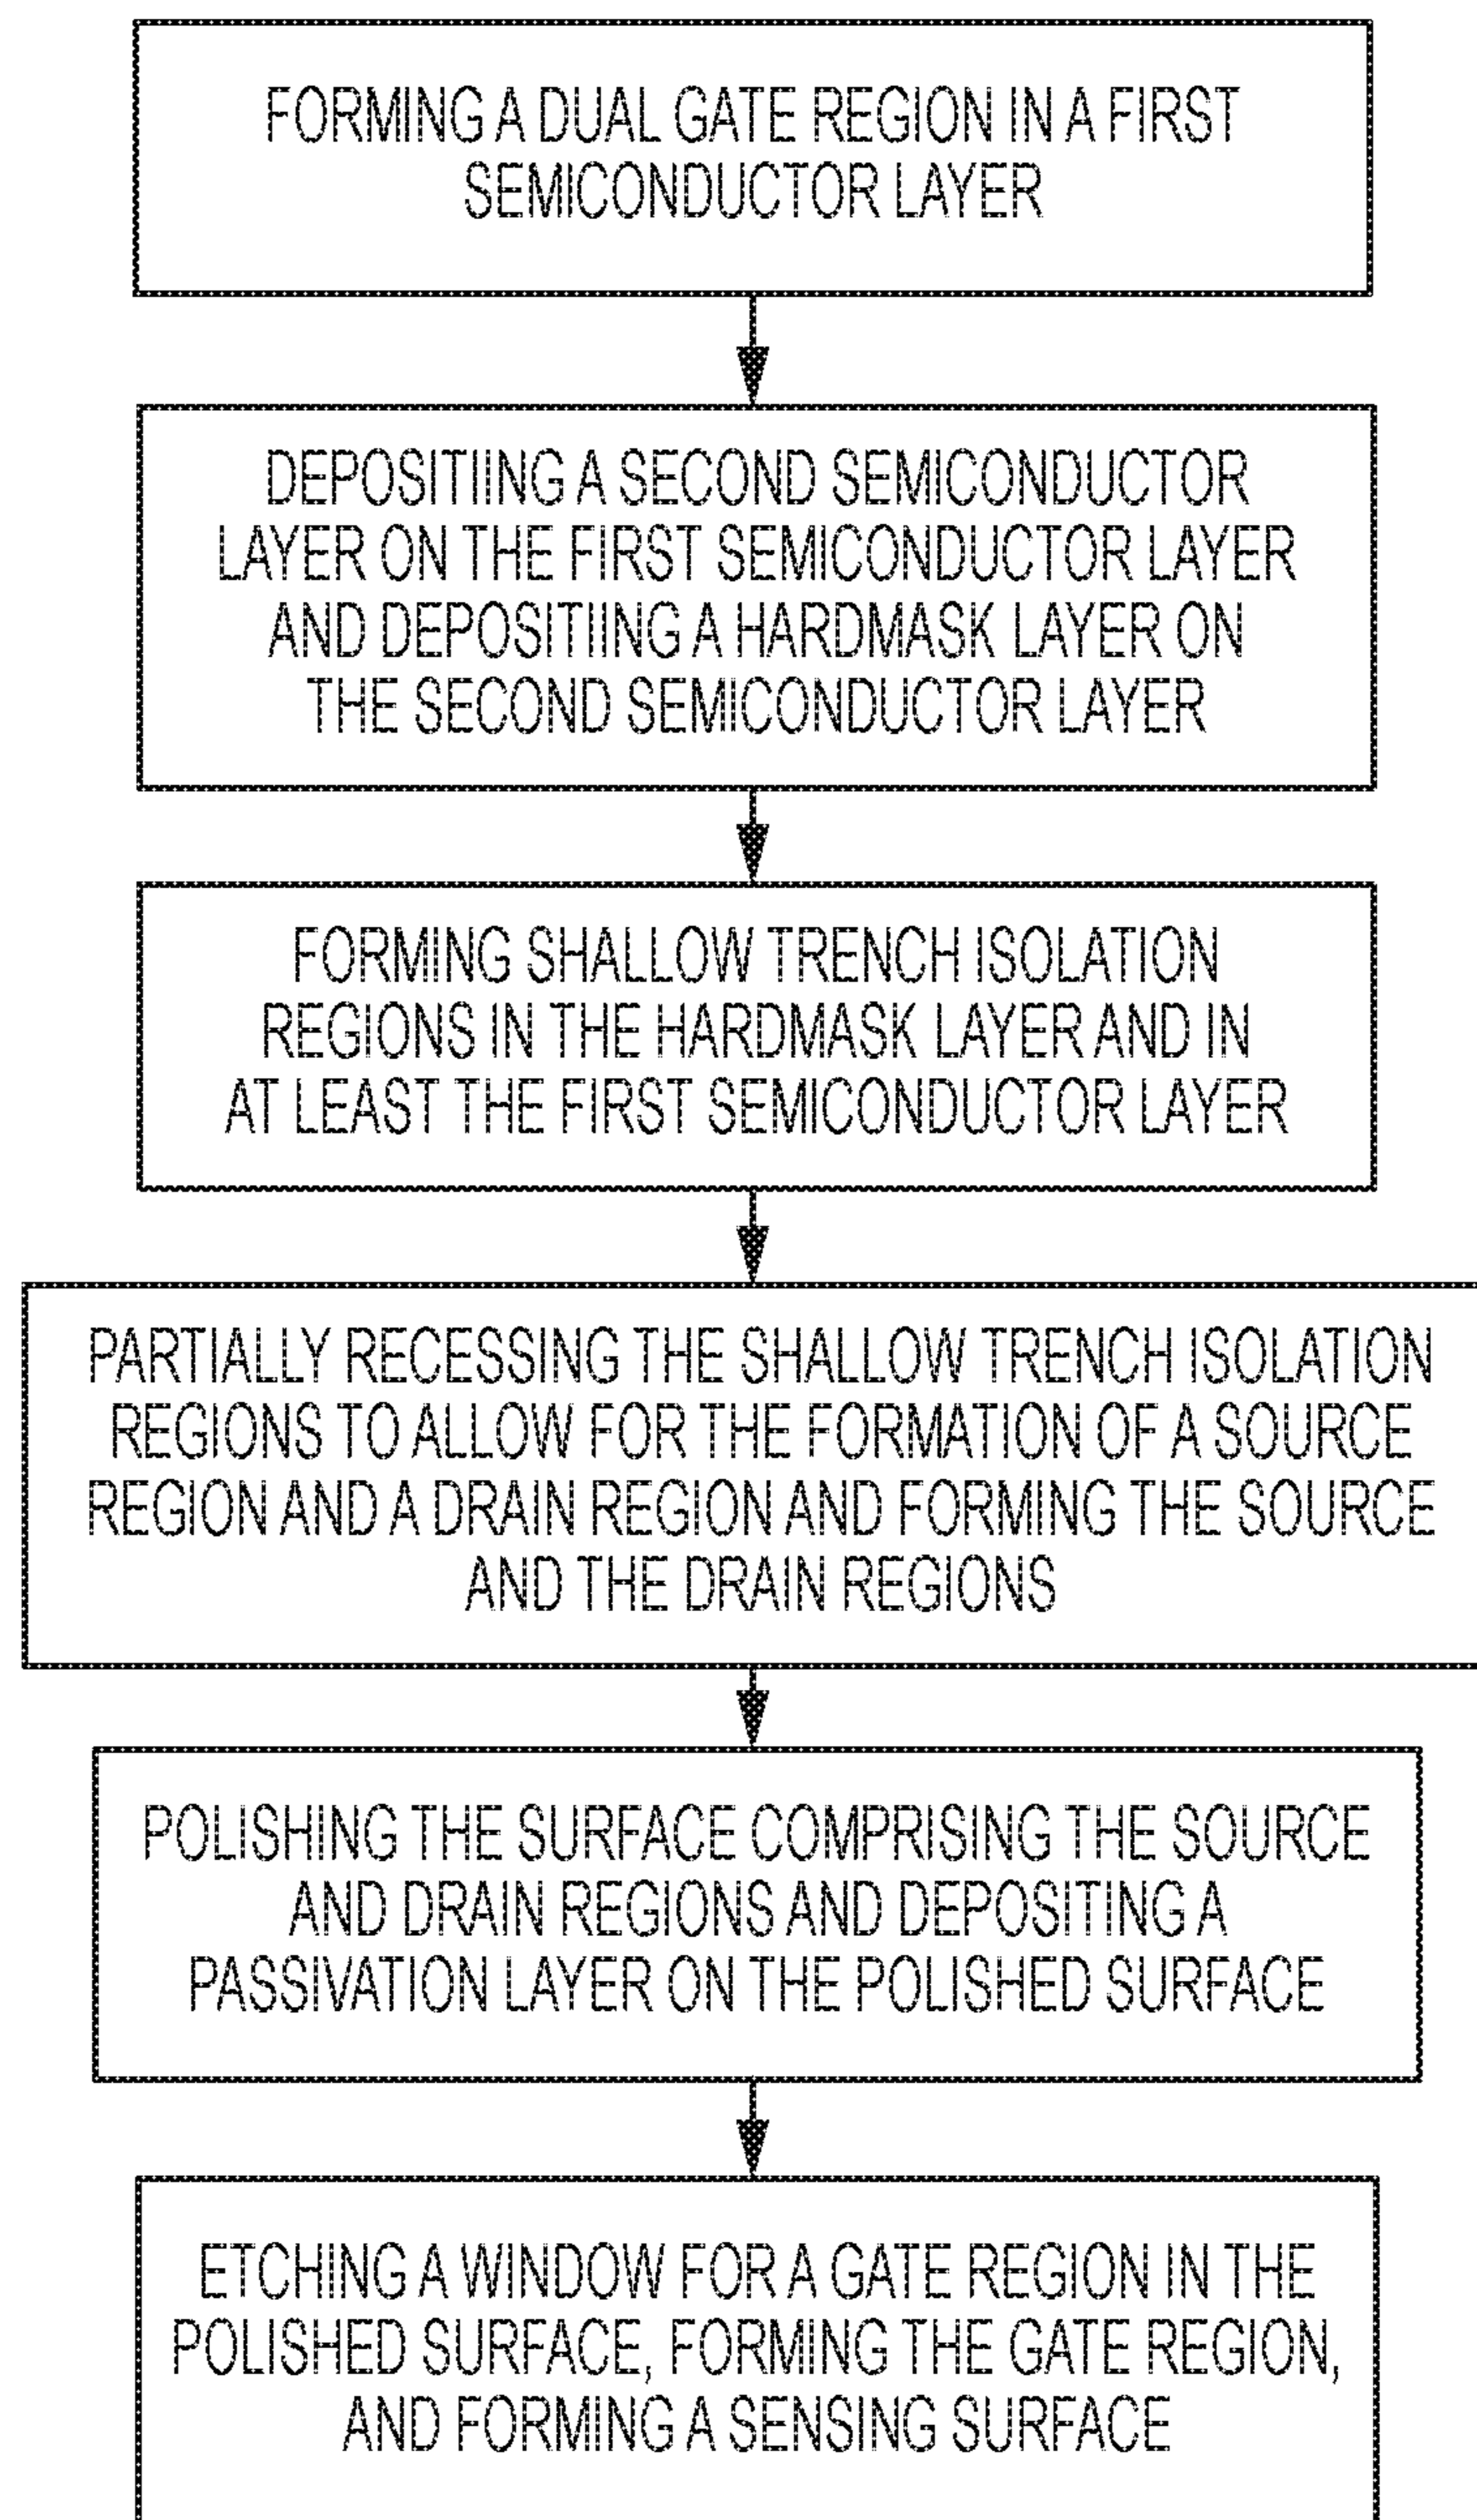 FORMING A DUAL GATE REGION IN A FIRST
SEMICONDUCTOR LAYER
DEPOSITIING A SECOND SEMICONDUCTOR
LAYER ON THE FIRST SEMICONDUCTOR LAYER
AND DEPOSITIING A HARDMASK LAYER ON
THE SECOND SEMICONDUCTOR LAYER
FORMING SHALLOW TRENCH ISOLATION
REGIONS IN THE HARDMASK LAYER AND IN
AT LEAST THE FIRST SEMICONDUCTOR LAYER
PARTIALLY RECESSING THE SHALLOW TRENCH ISOLATION
REGIONS TO ALLOW FOR THE FORMATION OF A SOURCE
REGION AND A DRAIN REGION AND FORMING THE SOURCE
AND THE DRAIN REGIONS
POLISHING THE SURFACE COMPRISING THE SOURCE
AND DRAIN REGIONS AND DEPOSITING A
PASSIVATION LAYER ON THE POLISHED SURFACE
ETCHING A WINDOW FOR A GATE REGION IN THE
POLISHED SURFACE, FORMING THE GATE REGION,
AND FORMING A SENSING SURFACE